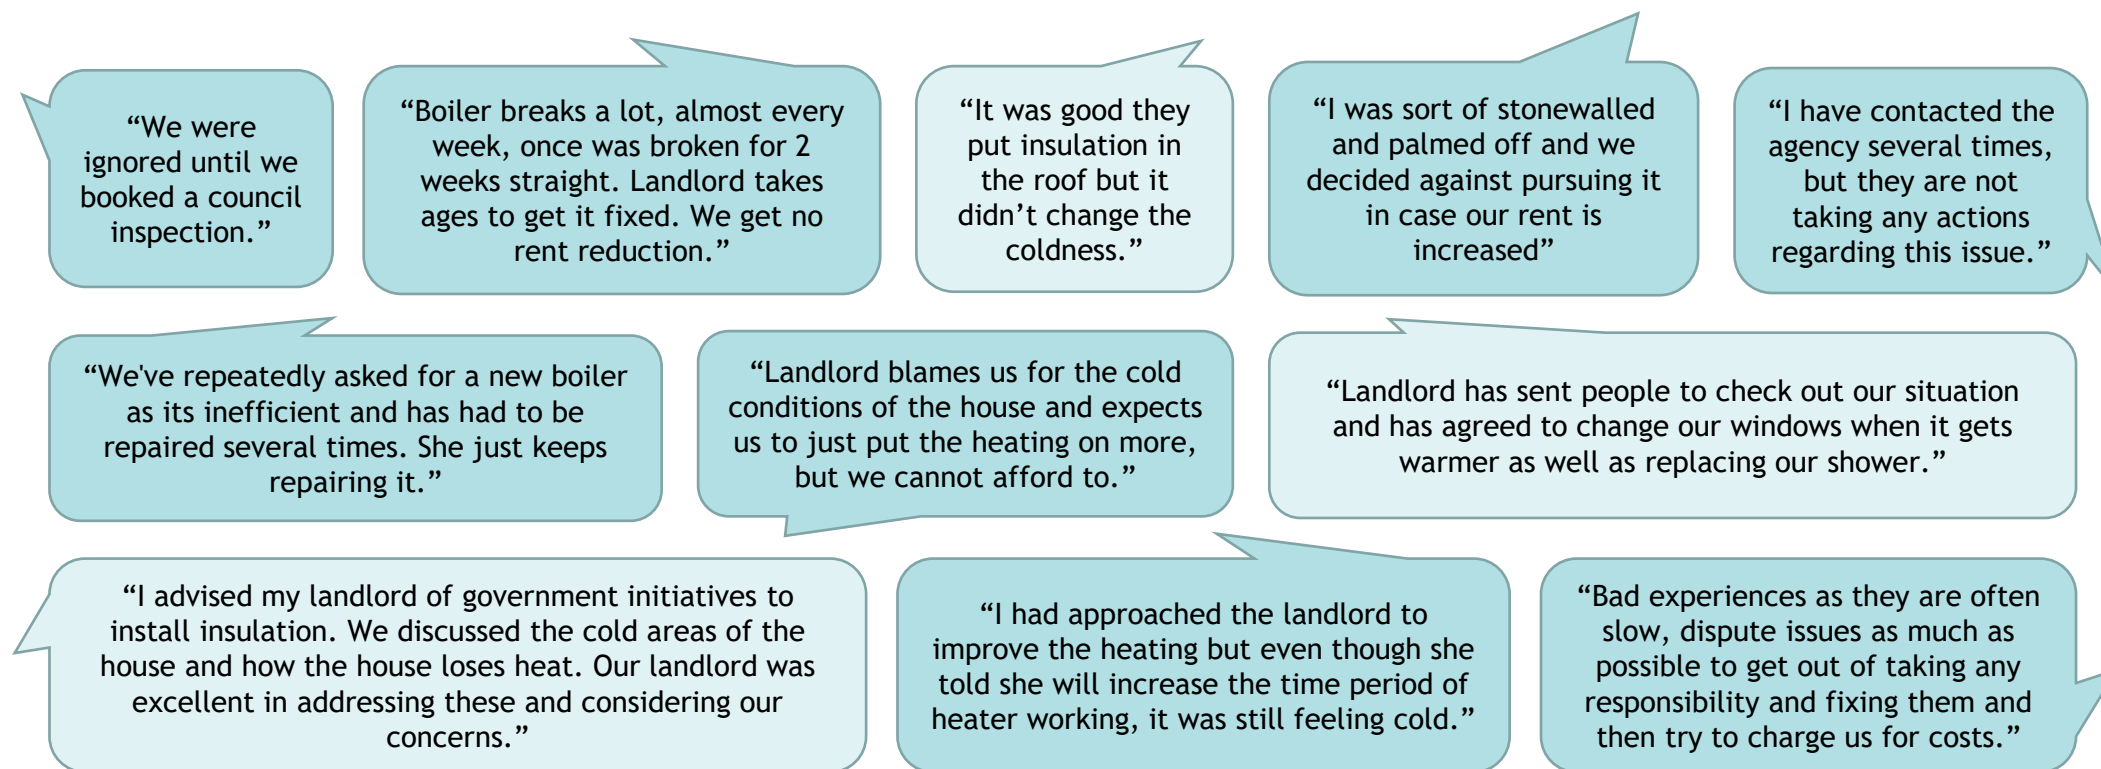 “We were
ignored until we
booked a council
inspection.”
“Boiler breaks a lot, almost every
week, once was broken for 2
weeks straight. Landlord takes
ages to get it fixed. We get no
rent reduction.”
“It was good they
put insulation in
the roof but it
didn’t change the
coldness.”
“I was sort of stonewalled
and palmed off and we
decided against pursuing it
in case our rent is
increased”
“I have contacted the
agency several times,
but they are not
taking any actions
regarding this issue.”
“We've repeatedly asked for a new boiler
as its inefficient and has had to be
repaired several times. She just keeps
repairing it.”
“Landlord blames us for the cold
conditions of the house and expects
us to just put the heating on more,
but we cannot afford to.”
“Landlord has sent people to check out our situation
and has agreed to change our windows when it gets
warmer as well as replacing our shower.”
“I advised my landlord of government initiatives to
install insulation. We discussed the cold areas of the
house and how the house loses heat. Our landlord was
excellent in addressing these and considering our
concerns.”
“I had approached the landlord to
improve the heating but even though she
told she will increase the time period of
heater working, it was still feeling cold.”
“Bad experiences as they are often
slow, dispute issues as much as
possible to get out of taking any
responsibility and fixing them and
then try to charge us for costs.”